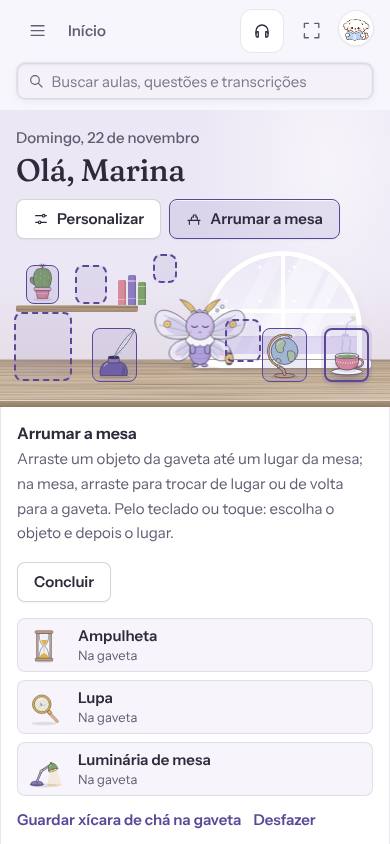 Início
Buscar aulas, questões e transcrições
Domingo, 22 de novembro
Olá, Marina
Personalizar
Arrumar a mesa
Arrumar a mesa
Arraste um objeto da gaveta até um lugar da mesa;
na mesa, arraste para trocar de lugar ou de volta
para a gaveta. Pelo teclado ou toque: escolha o
objeto e depois o lugar.
Concluir
Ampulheta
Na gaveta
Lupa
Na gaveta
Luminária de mesa
Na gaveta
Guardar xícara de chá na gaveta
Desfazer